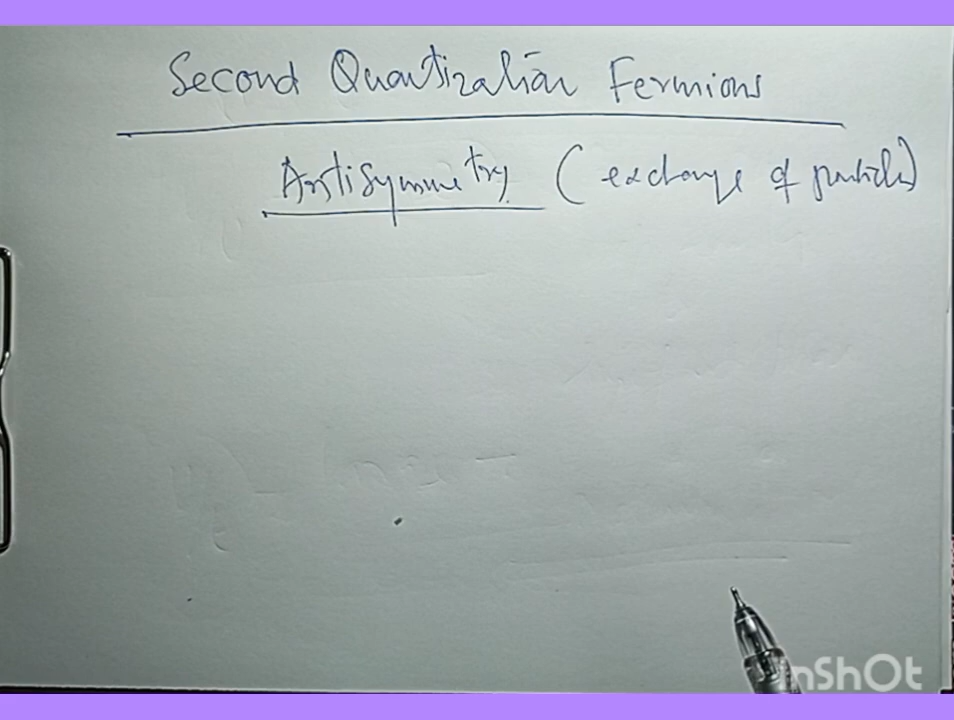 Second Quantization Fermions
Antisymmetry (exchange of particles)
InShOt